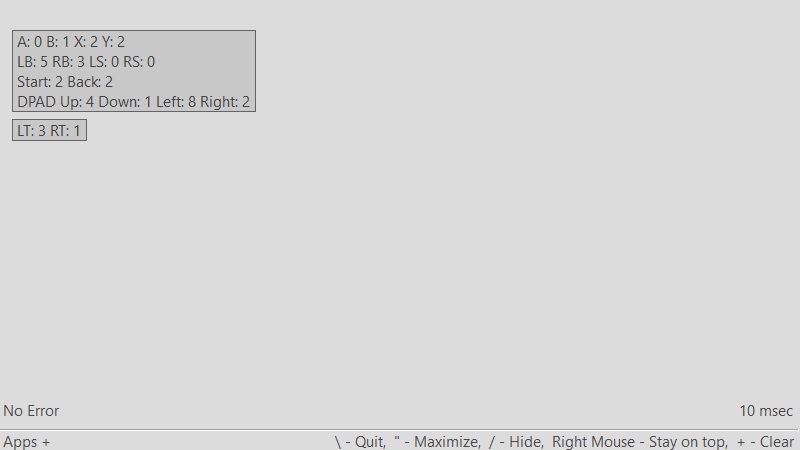 A: 0 B: 1 X: 2 Y: 2
LB: 5 RB: 3 LS: 0 RS: 0
Start: 2 Back: 2
DPAD Up: 4 Down: 1 Left: 8 Right: 2
LT: 3 RT: 1
No Error 10 msec
Apps + \ - Quit, " - Maximize, / - Hide, Right Mouse - Stay on top, + - Clear